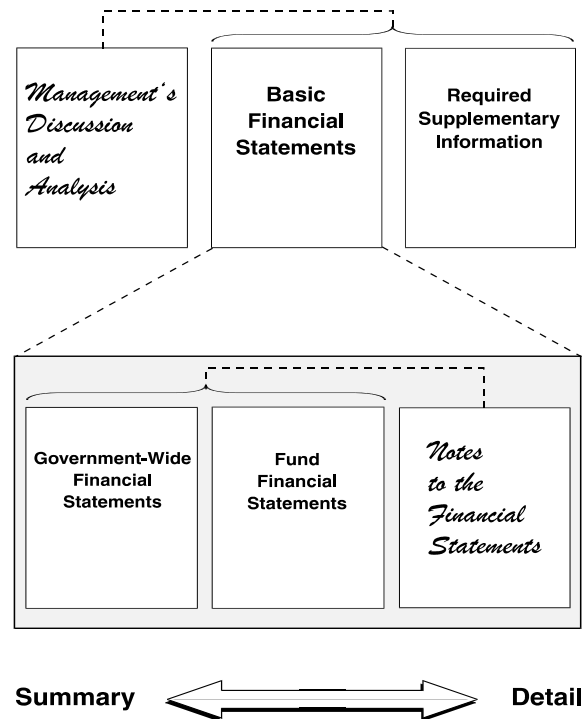 Management's
Discussion
and
Analysis
Basic
Financial
Statements
Required
Supplementary
Information
Government-Wide
Financial
Statements
Fund
Financial
Statements
Notes
to the
Financial
Statements
Summary
Detail